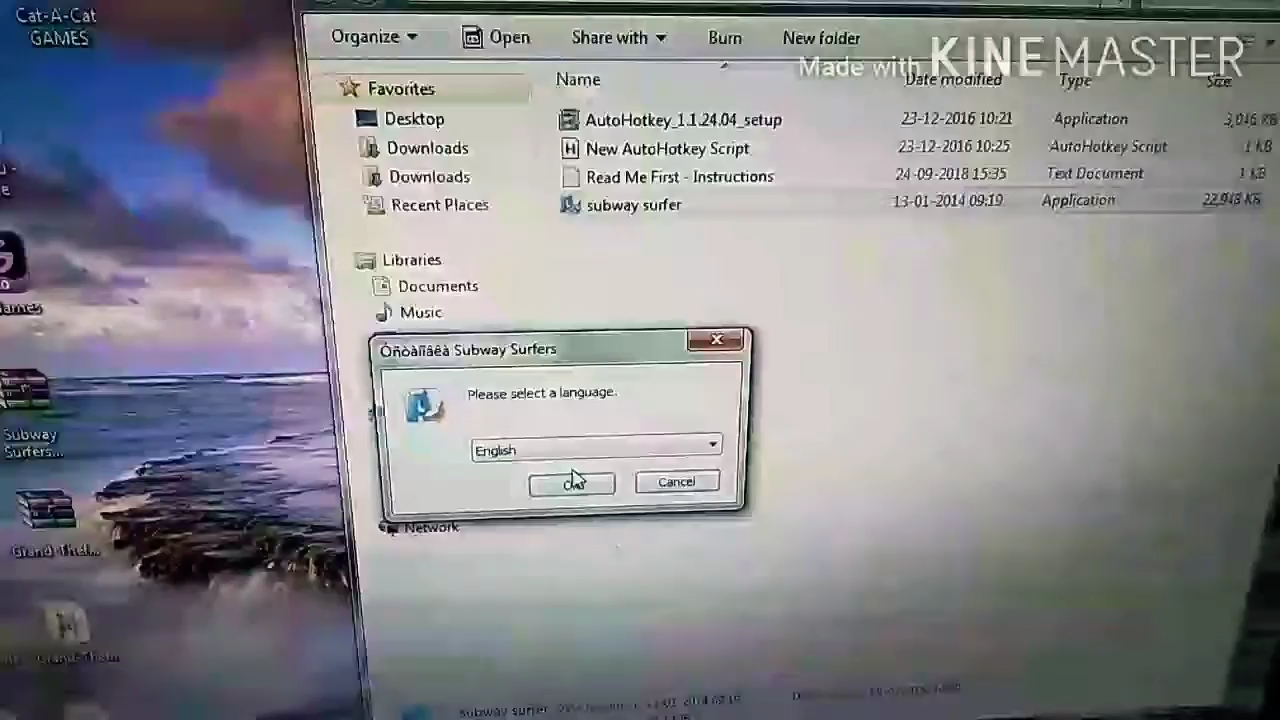 Cat-A-Cat
GAMES
Organize
Open
Share with
Burn
New folder
Made with KINEMASTER
Favorites
Name
Date modified
Type
Size
Desktop
AutoHotkey_1.1.24.04_setup
23-12-2016 10:21
Application
3,046 KB
Downloads
New AutoHotkey Script
23-12-2016 10:25
AutoHotkey Script
1 KB
Downloads
Read Me First - Instructions
24-09-2018 15:35
Text Document
1 KB
Recent Places
subway surfer
13-01-2014 09:19
Application
22,948 KB
Libraries
Documents
Music
Óñòàíîâêà Subway Surfers
Please select a language.
English
Cancel
Network
Subway
Surfers...
Grand-Thef...
subway surfer